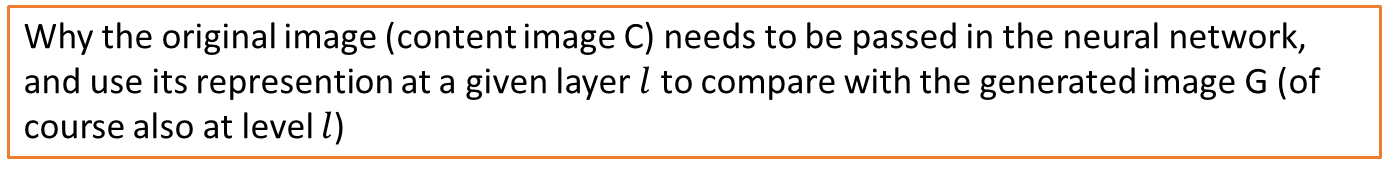 Why the original image (content image C) needs to be passed in the neural network,
and use its represention at a given layer l to compare with the generated image G (of
course also at level l)